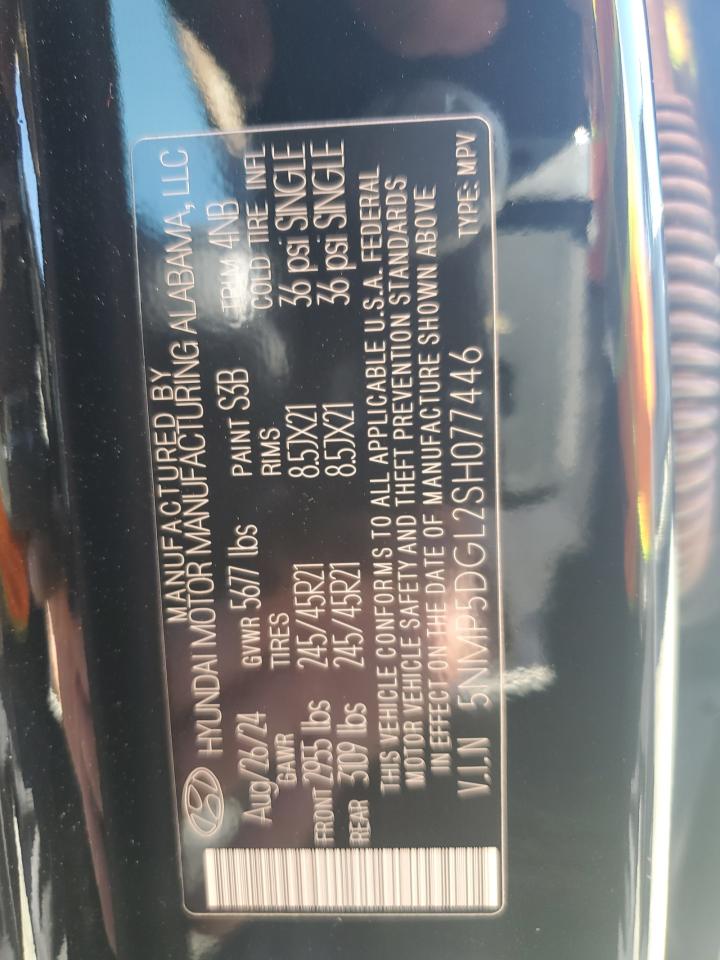 MANUFACTURED BY
HYUNDAI MOTOR MANUFACTURING ALABAMA, LLC
Aug/26/24 GVWR 5677 lbs PAINT S3B TRIM 4NB
GAWR TIRES RIMS COLD TIRE INFL
FRONT 2955 lbs 245/45R21 8.5JX21 36 psi SINGLE
REAR 3109 lbs 245/45R21 8.5JX21 36 psi SINGLE
THIS VEHICLE CONFORMS TO ALL APPLICABLE U.S.A. FEDERAL
MOTOR VEHICLE SAFETY AND THEFT PREVENTION STANDARDS
IN EFFECT ON THE DATE OF MANUFACTURE SHOWN ABOVE
V.I.N 5NMP5DGL2SH077446 TYPE: MPV